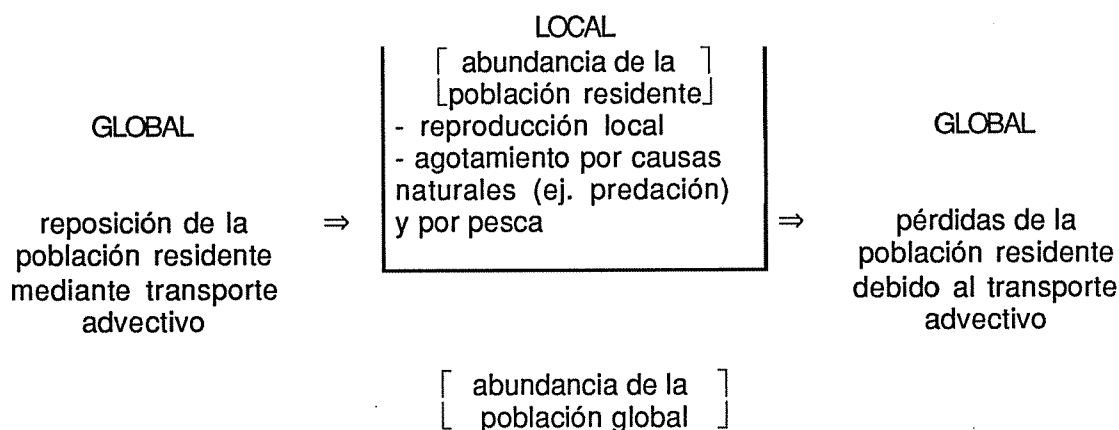 LOCAL
[ abundancia de la
población residente ]
- reproducción local
- agotamiento por causas
naturales (ej. predación)
y por pesca
GLOBAL
reposición de la
población residente
mediante transporte
advectivo
⇒
⇒
GLOBAL
pérdidas de la
población residente
debido al transporte
advectivo
[ abundancia de la
población global ]